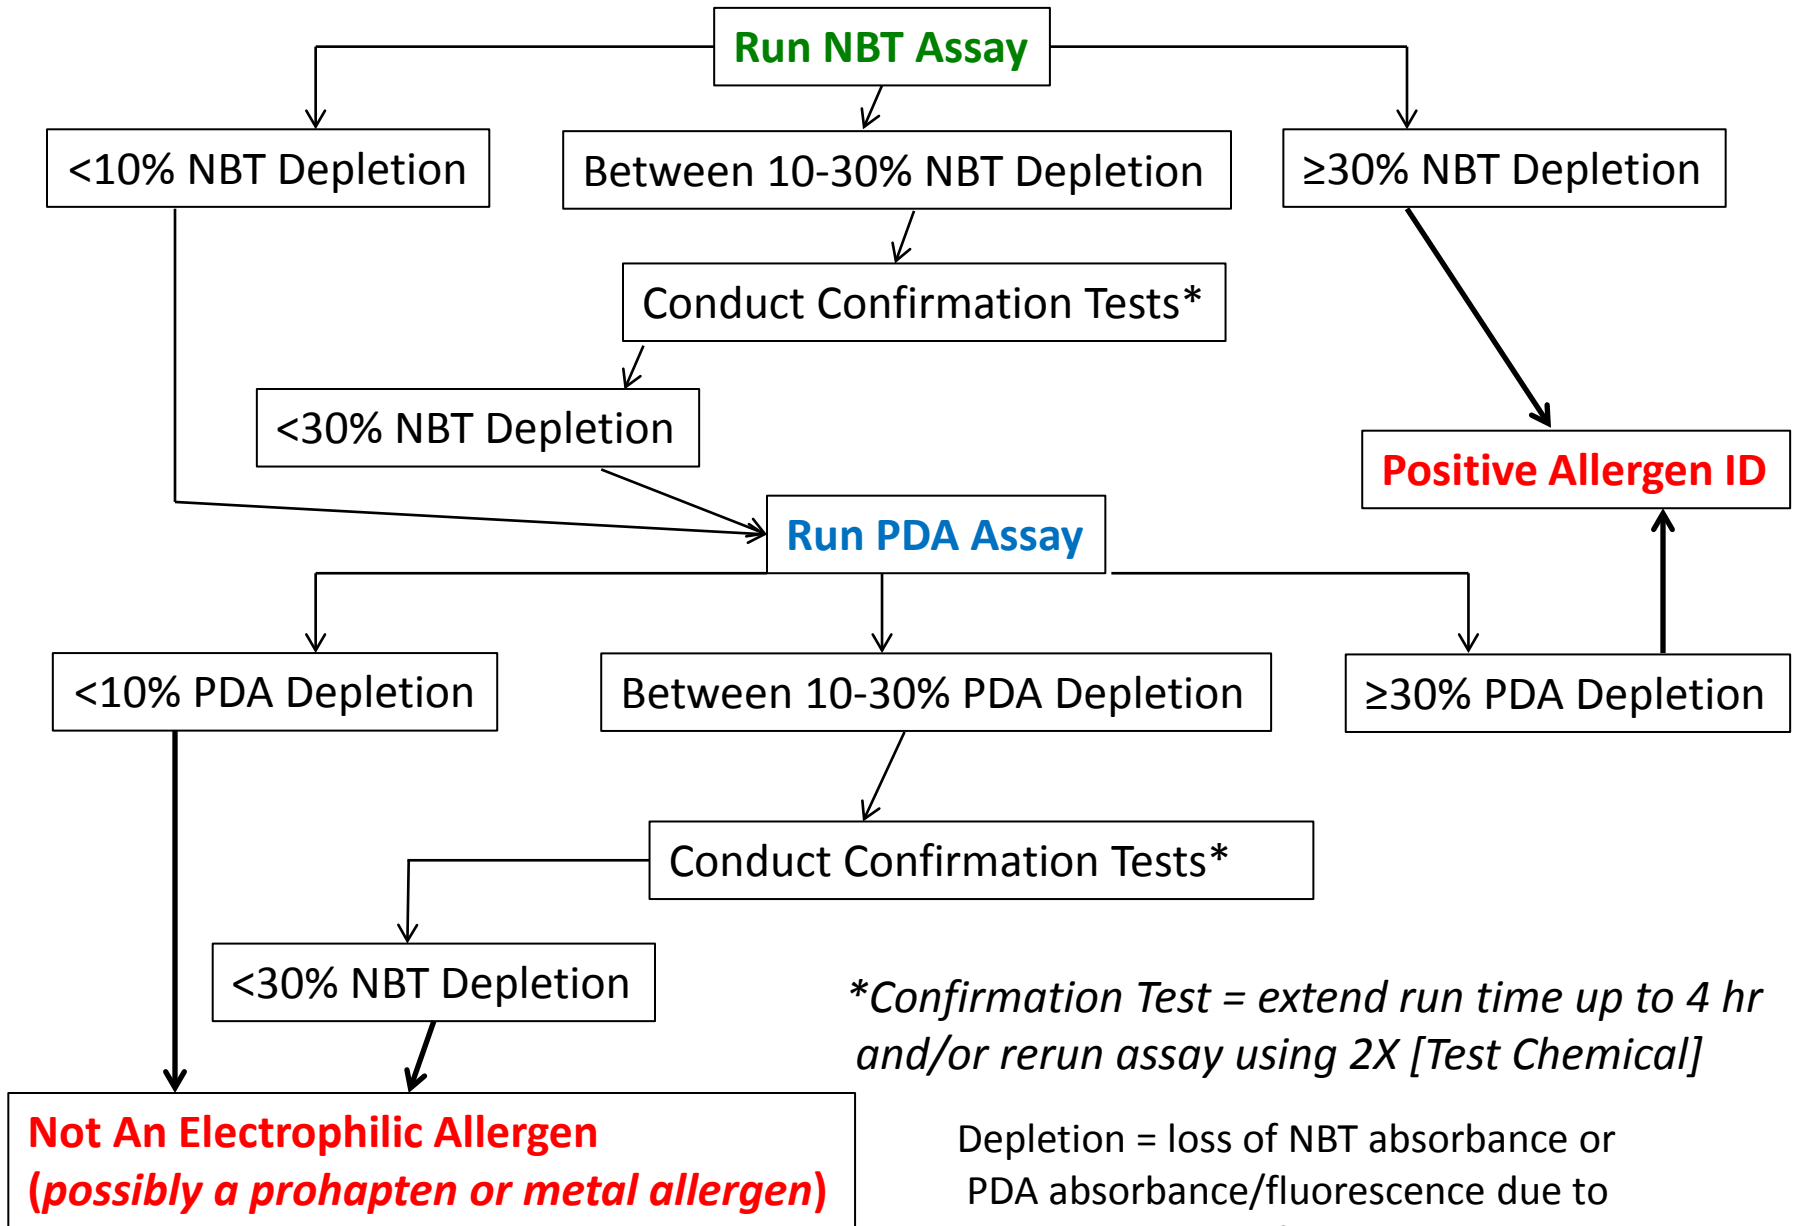 Run NBT Assay
<10% NBT Depletion
Between 10-30% NBT Depletion
≥30% NBT Depletion
Conduct Confirmation Tests*
<30% NBT Depletion
Positive Allergen ID
Run PDA Assay
<10% PDA Depletion
Between 10-30% PDA Depletion
≥30% PDA Depletion
Conduct Confirmation Tests*
<30% NBT Depletion
*Confirmation Test = extend run time up to 4 hr
and/or rerun assay using 2X [Test Chemical]
Not An Electrophilic Allergen
(possibly a prohapten or metal allergen)
Depletion = loss of NBT absorbance or
PDA absorbance/fluorescence due to